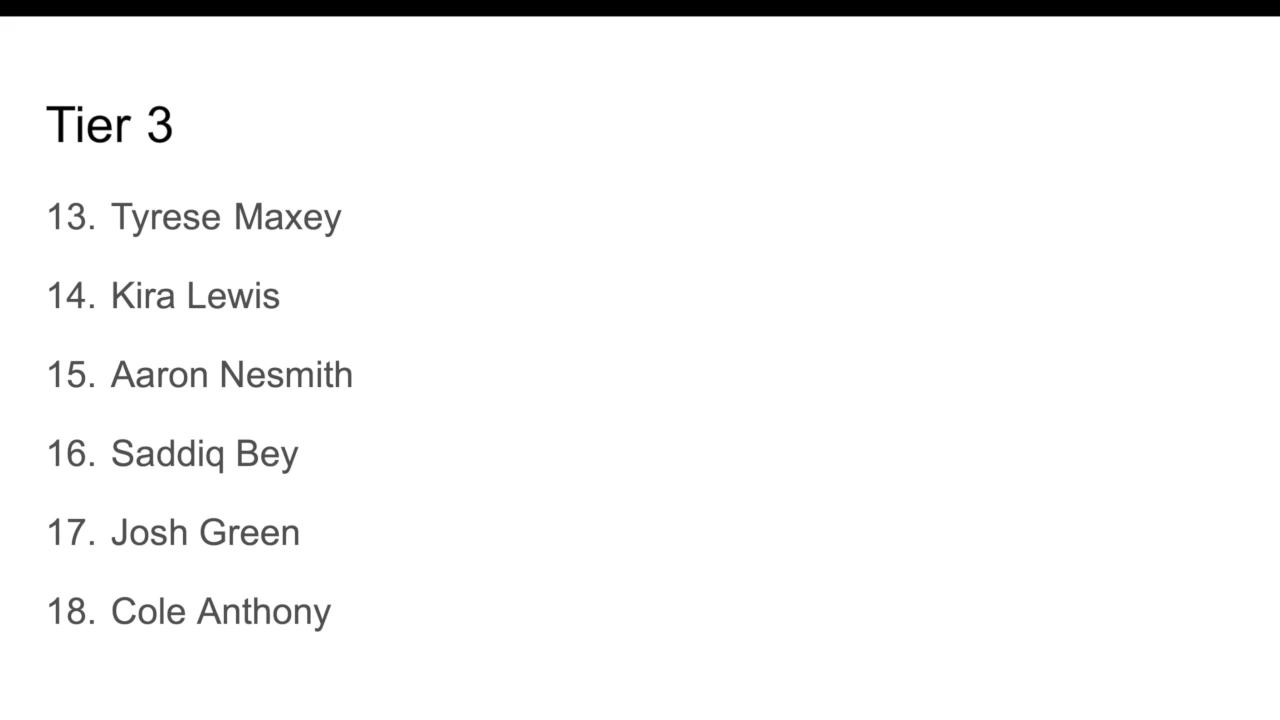 Tier 3
13. Tyrese Maxey
14. Kira Lewis
15. Aaron Nesmith
16. Saddiq Bey
17. Josh Green
18. Cole Anthony